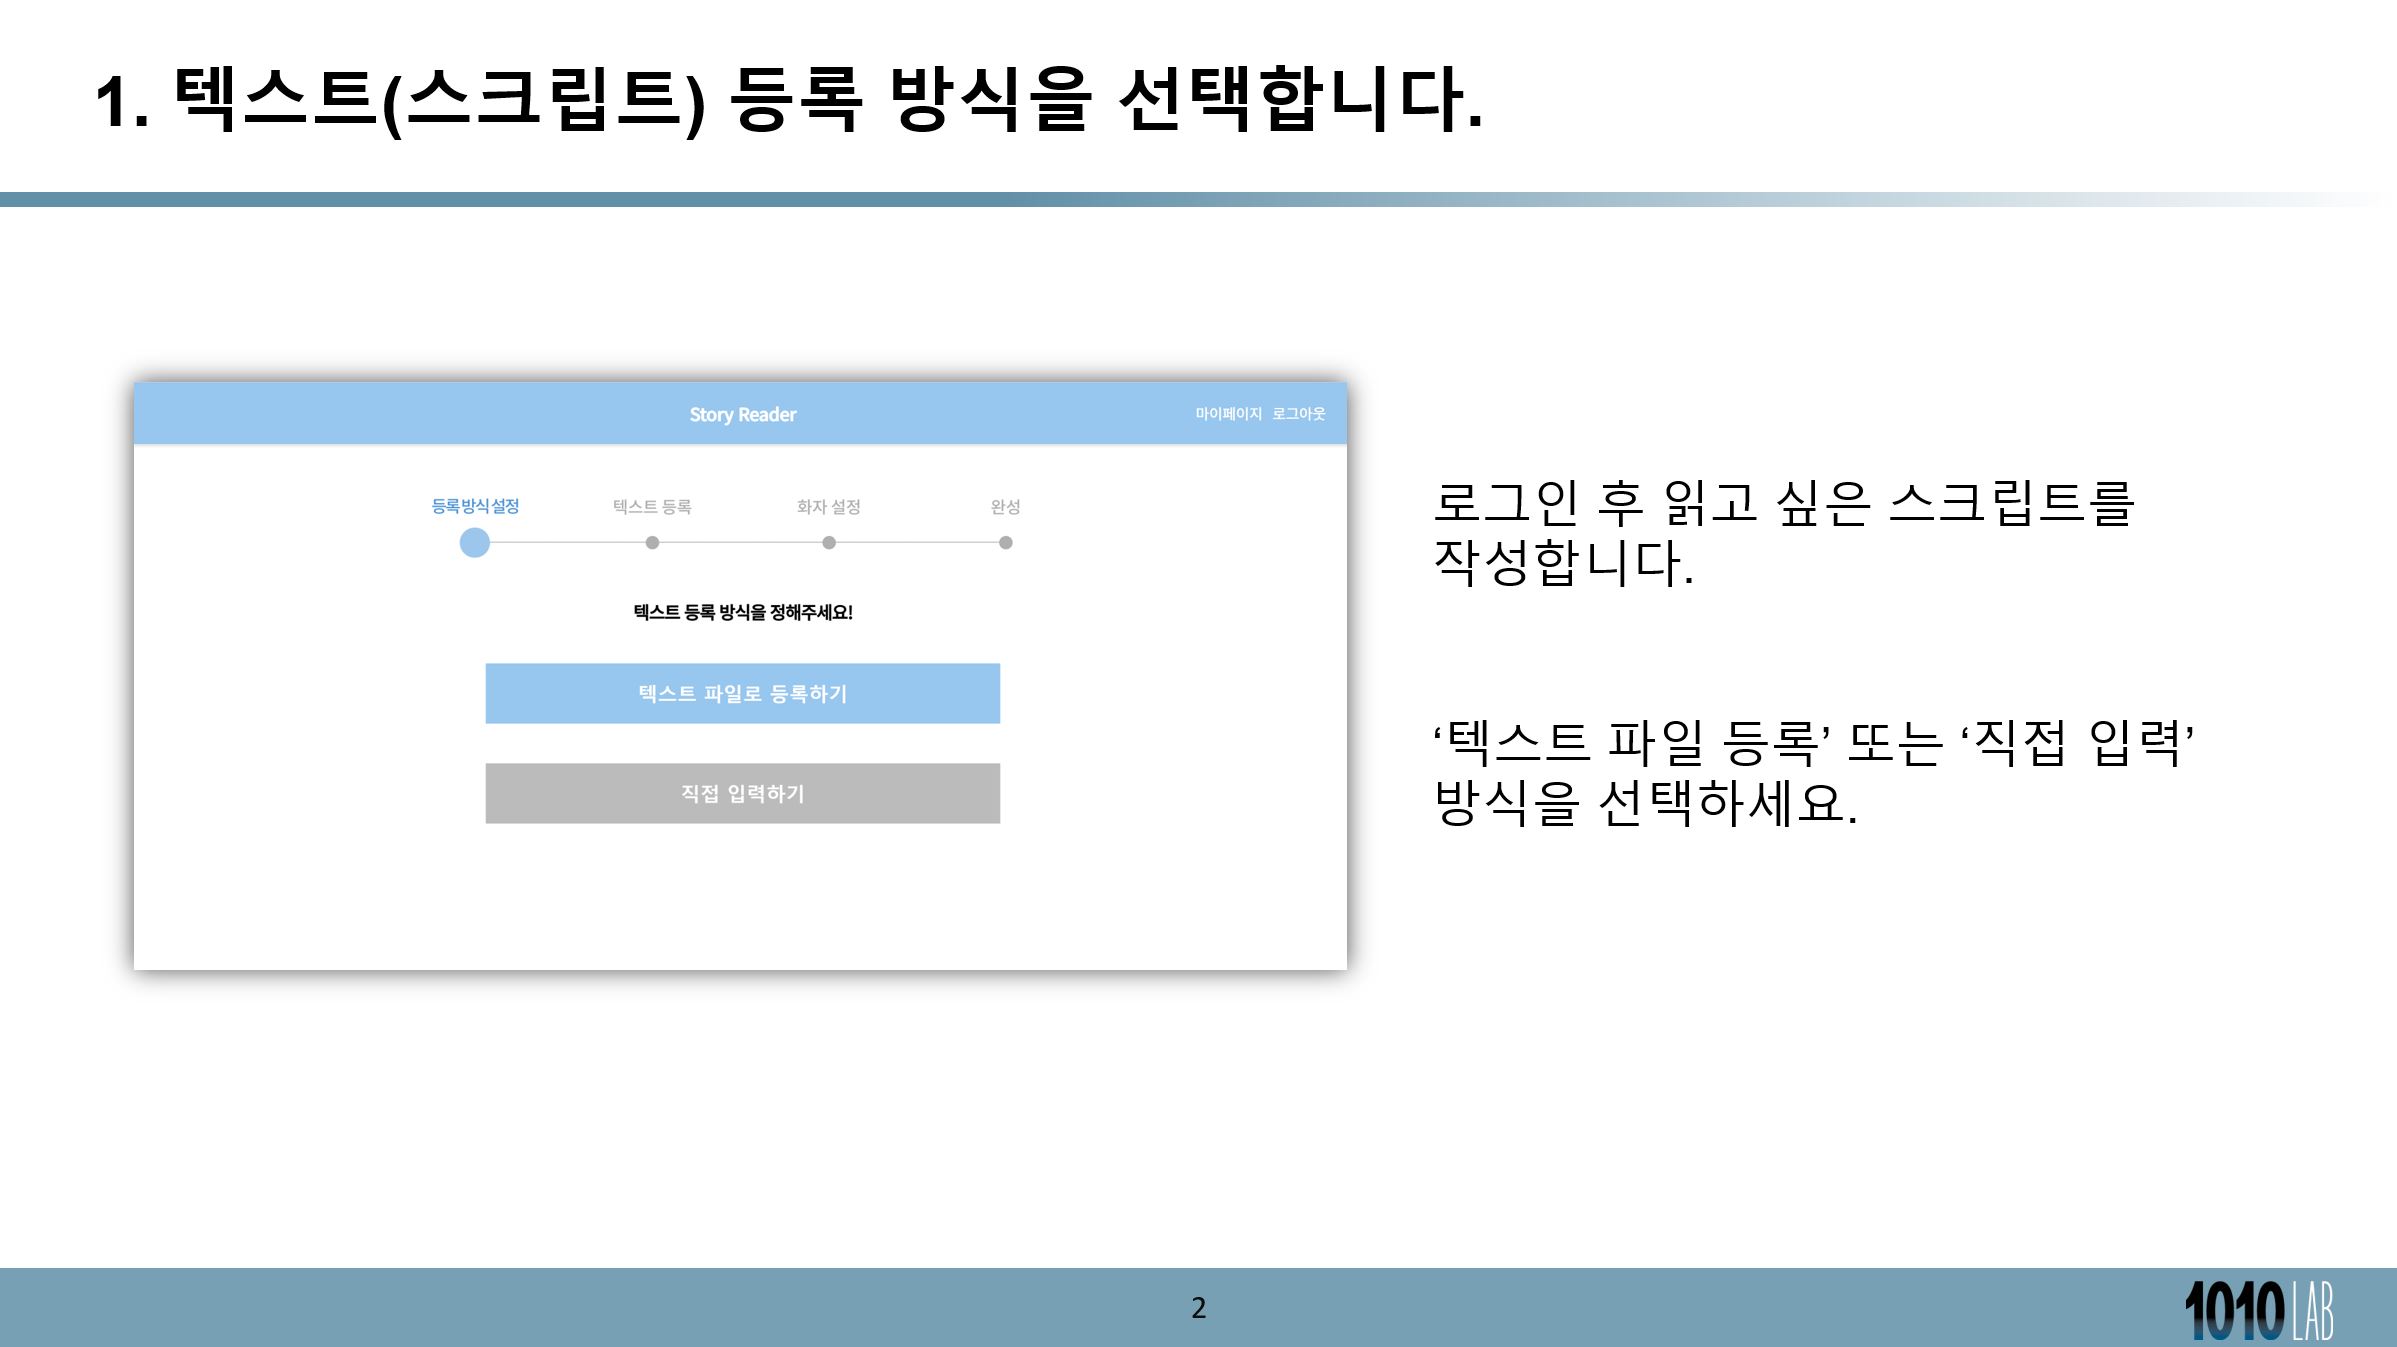 1. 텍스트(스크립트) 등록 방식을 선택합니다.
Story Reader
마이페이지 로그아웃
등록방식설정 텍스트 등록 화자 설정 완성
텍스트 등록 방식을 정해주세요!
텍스트 파일로 등록하기
직접 입력하기
로그인 후 읽고 싶은 스크립트를
작성합니다.
‘텍스트 파일 등록’ 또는 ‘직접 입력’
방식을 선택하세요.
2
1010 LAB